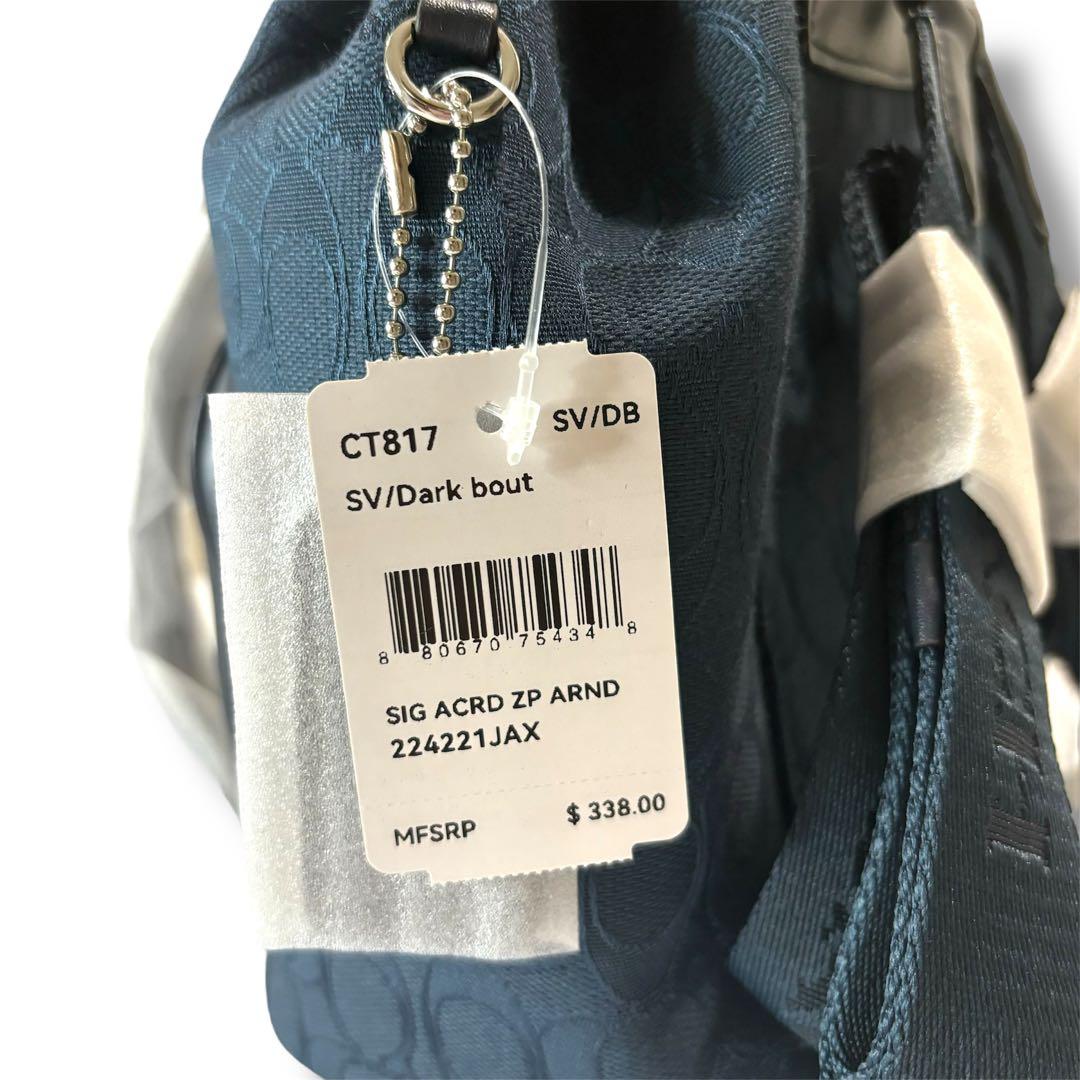 CT817 SV/DB
SV/Dark bout
8 80670 75434 8
SIG ACRD ZP ARND
224221JAX
MFSRP $ 338.00